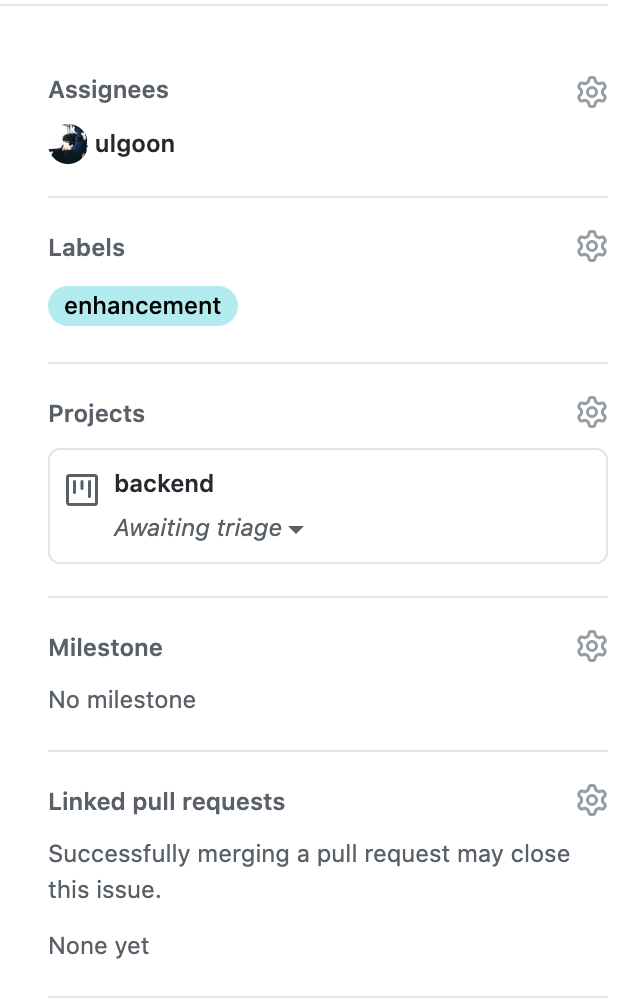 Assignees
ulgoon
Labels
enhancement
Projects
backend
Awaiting triage
Milestone
No milestone
Linked pull requests
Successfully merging a pull request may close
this issue.
None yet